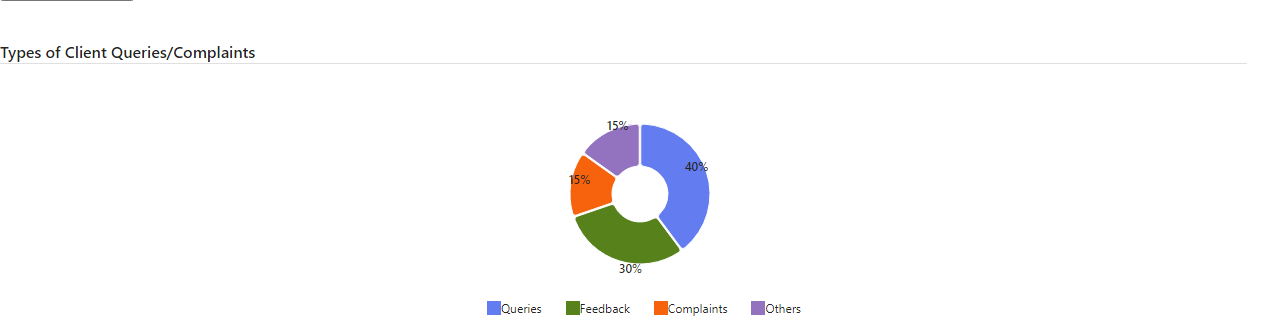 Types of Client Queries/Complaints
15%
40%
15%
30%
Queries Feedback Complaints Others